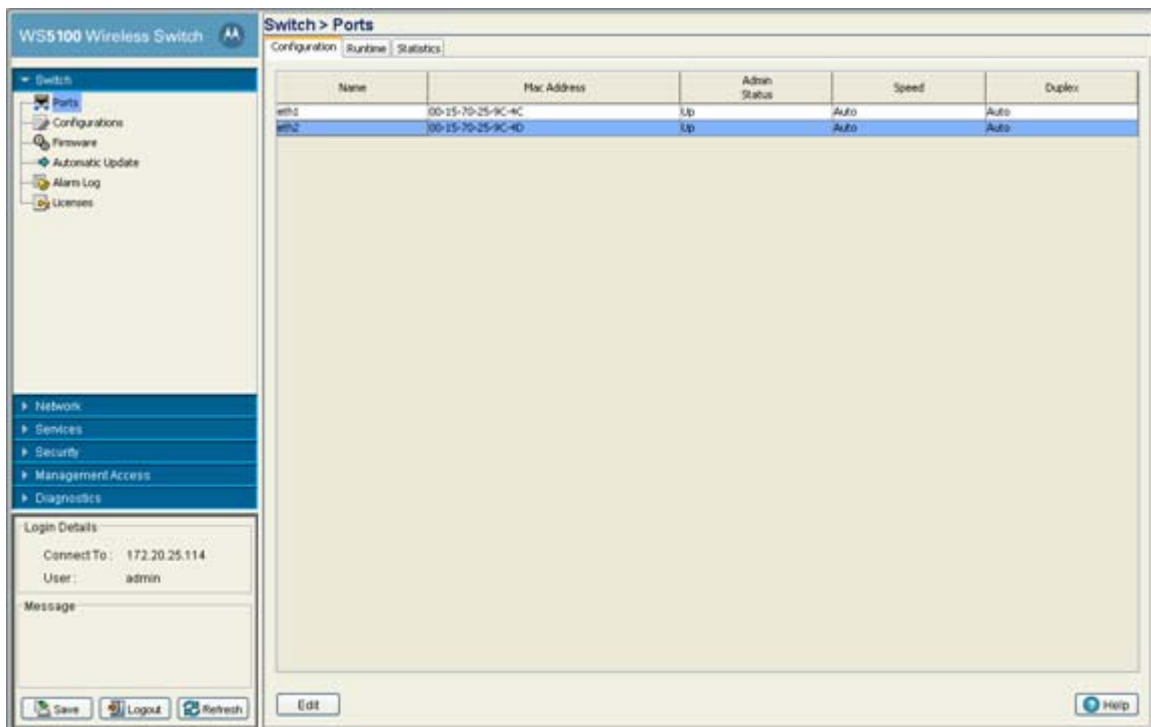 WS5100 Wireless Switch
Switch
Ports
Configurations
Firmware
Automatic Update
Alarm Log
Licenses
Network
Services
Security
Management Access
Diagnostics
Login Details
Connect To : 172.20.25.114
User : admin
Message
Save Logout Refresh
Switch > Ports
Configuration Runtime Statistics
Name Mac Address Admin Status Speed Duplex
eth1 00-15-70-25-9C-4C Up Auto Auto
eth2 00-15-70-25-9C-4D Up Auto Auto
Edit Help